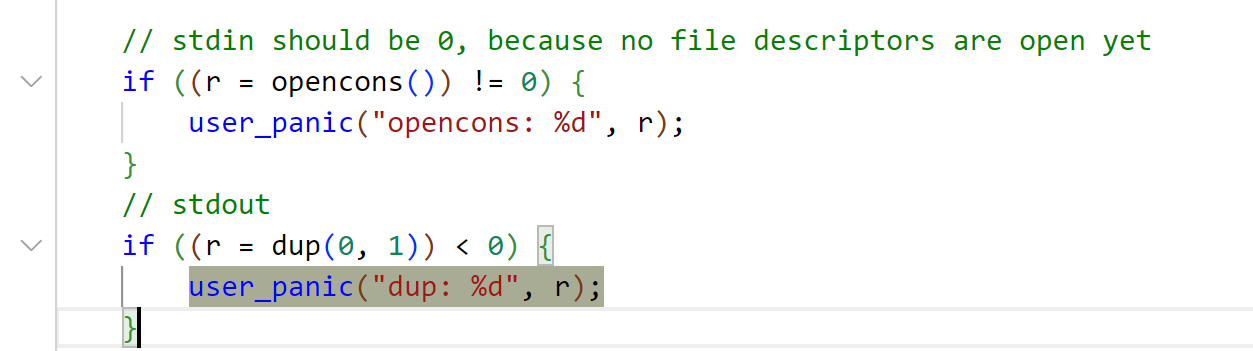 // stdin should be 0, because no file descriptors are open yet
if ((r = opencons()) != 0) {
user_panic("opencons: %d", r);
}
// stdout
if ((r = dup(0, 1)) < 0) {
user_panic("dup: %d", r);
}